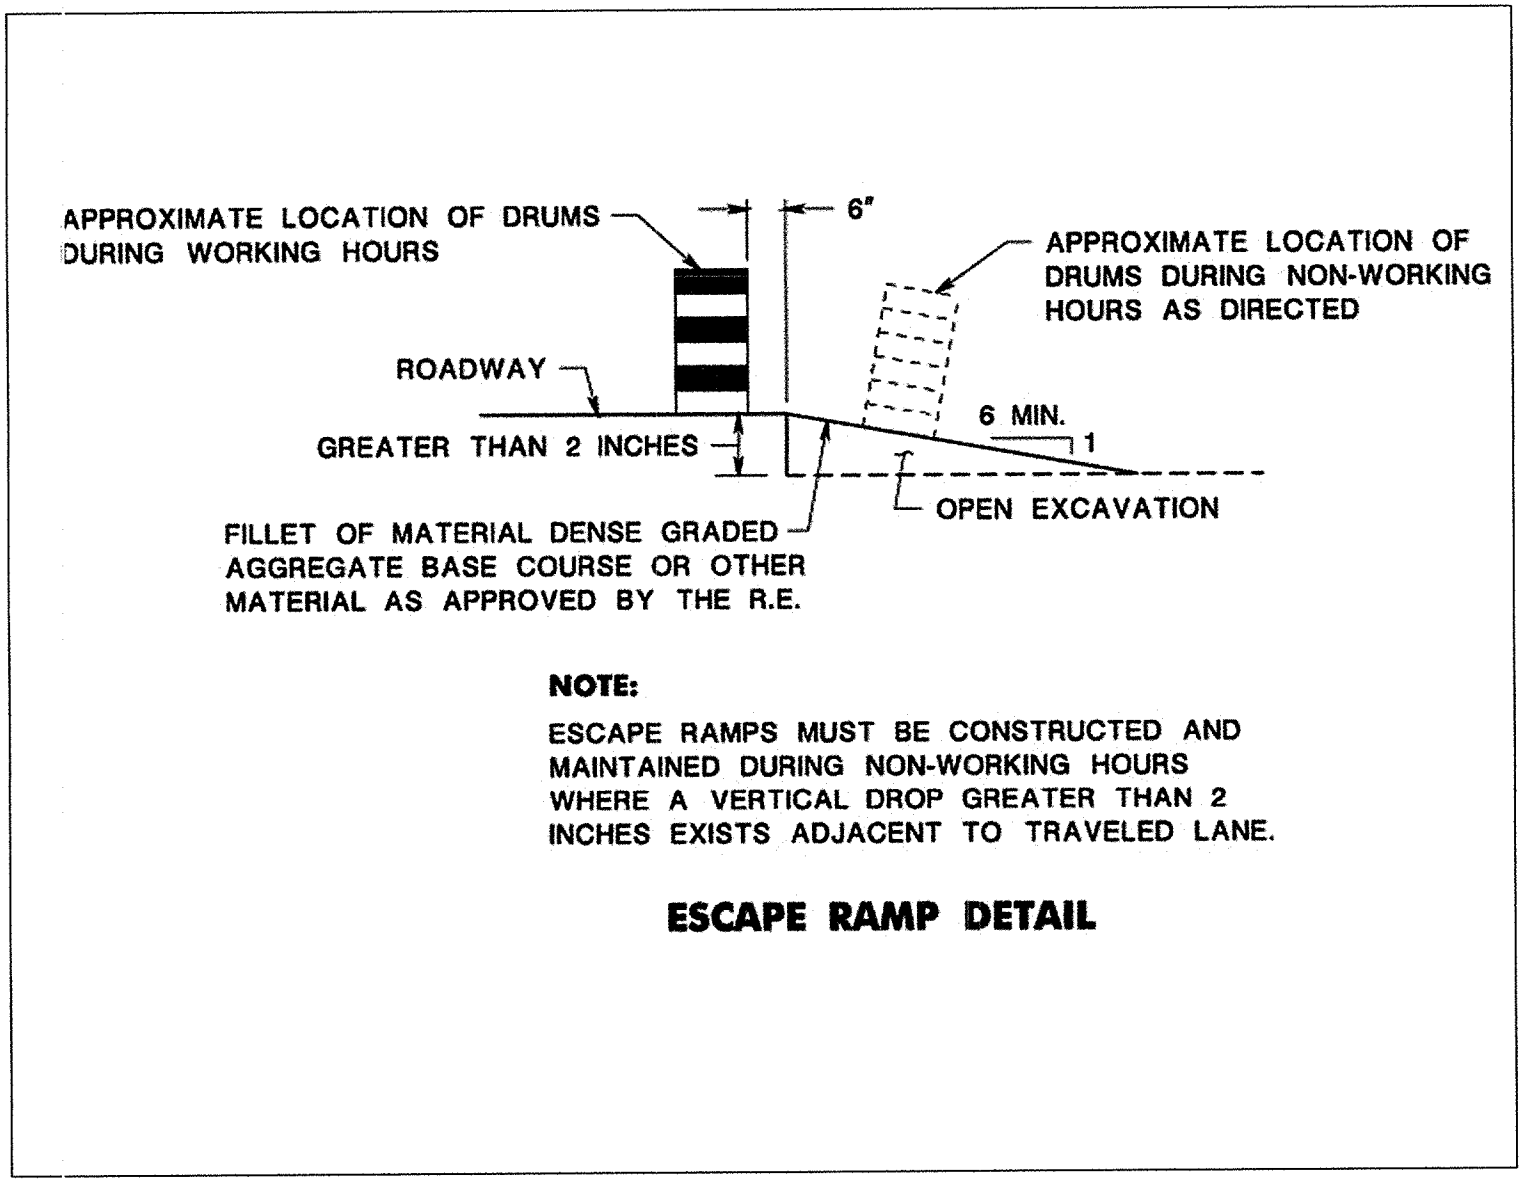 APPROXIMATE LOCATION OF DRUMS
DURING WORKING HOURS
6"
APPROXIMATE LOCATION OF
DRUMS DURING NON-WORKING
HOURS AS DIRECTED
ROADWAY
6 MIN.
1
GREATER THAN 2 INCHES
OPEN EXCAVATION
FILLET OF MATERIAL DENSE GRADED
AGGREGATE BASE COURSE OR OTHER
MATERIAL AS APPROVED BY THE R.E.
NOTE:
ESCAPE RAMPS MUST BE CONSTRUCTED AND
MAINTAINED DURING NON-WORKING HOURS
WHERE A VERTICAL DROP GREATER THAN 2
INCHES EXISTS ADJACENT TO TRAVELED LANE.
ESCAPE RAMP DETAIL